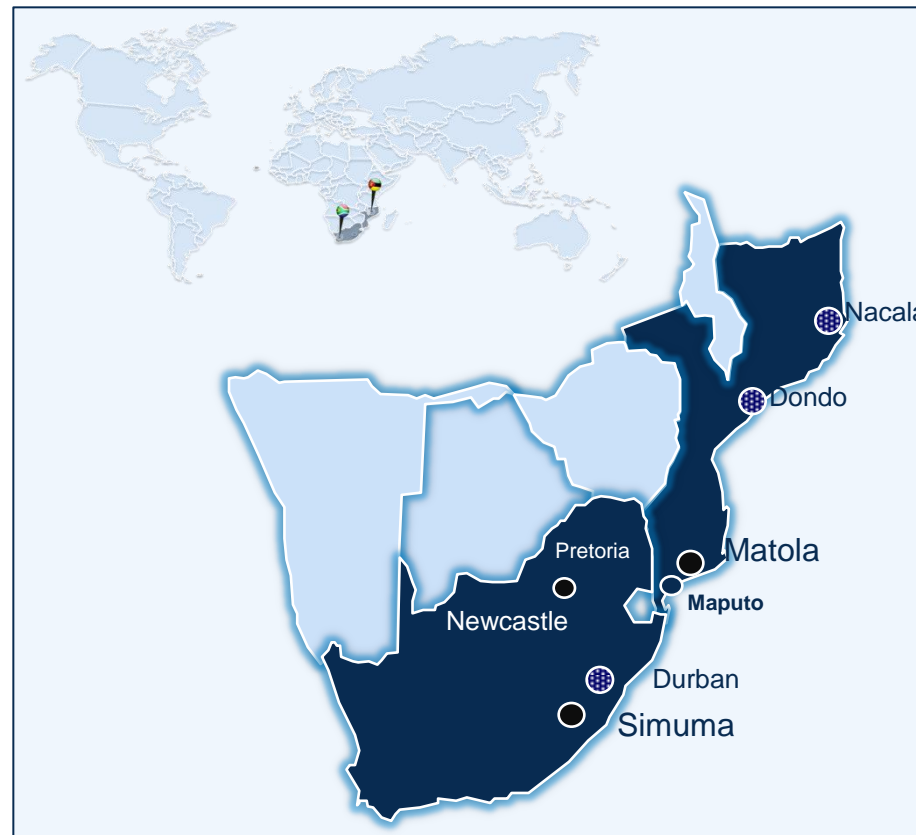 Nacala
Dondo
Matola
Pretoria
Maputo
Newcastle
Durban
Simuma